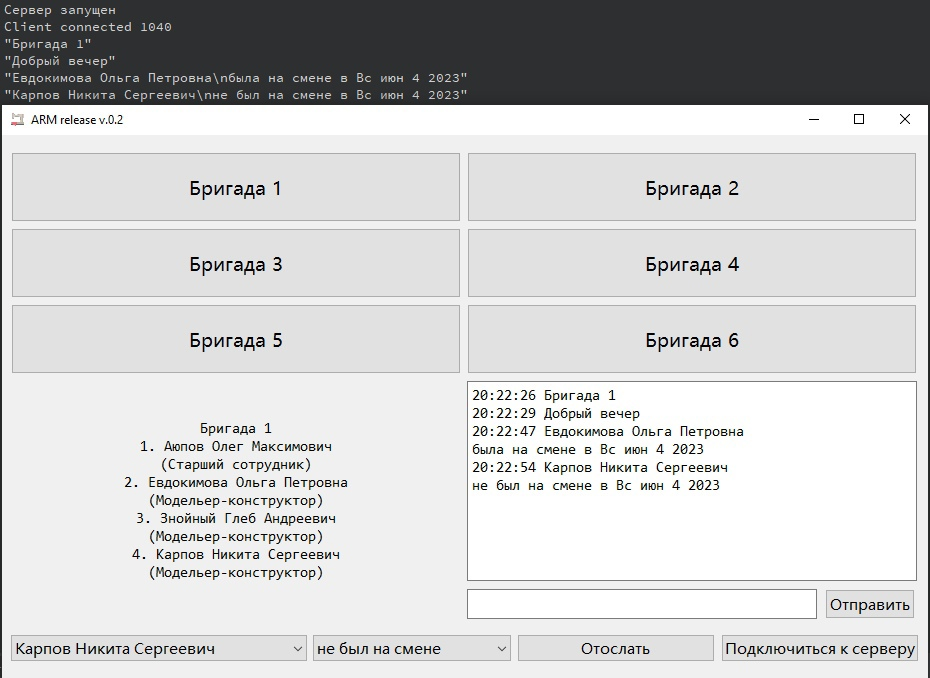 Сервер запущен
Client connected 1040
"Бригада 1"
"Добрый вечер"
"Евдокимова Ольга Петровна\nбыла на смене в Вс июн 4 2023"
"Карпов Никита Сергеевич\nне был на смене в Вс июн 4 2023"
ARM release v.0.2
Бригада 1
Бригада 2
Бригада 3
Бригада 4
Бригада 5
Бригада 6
Бригада 1
1. Аюпов Олег Максимович
(Старший сотрудник)
2. Евдокимова Ольга Петровна
(Модельер-конструктор)
3. Знойный Глеб Андреевич
(Модельер-конструктор)
4. Карпов Никита Сергеевич
(Модельер-конструктор)
20:22:26 Бригада 1
20:22:29 Добрый вечер
20:22:47 Евдокимова Ольга Петровна
была на смене в Вс июн 4 2023
20:22:54 Карпов Никита Сергеевич
не был на смене в Вс июн 4 2023
Отправить
Карпов Никита Сергеевич
не был на смене
Отослать
Подключиться к серверу